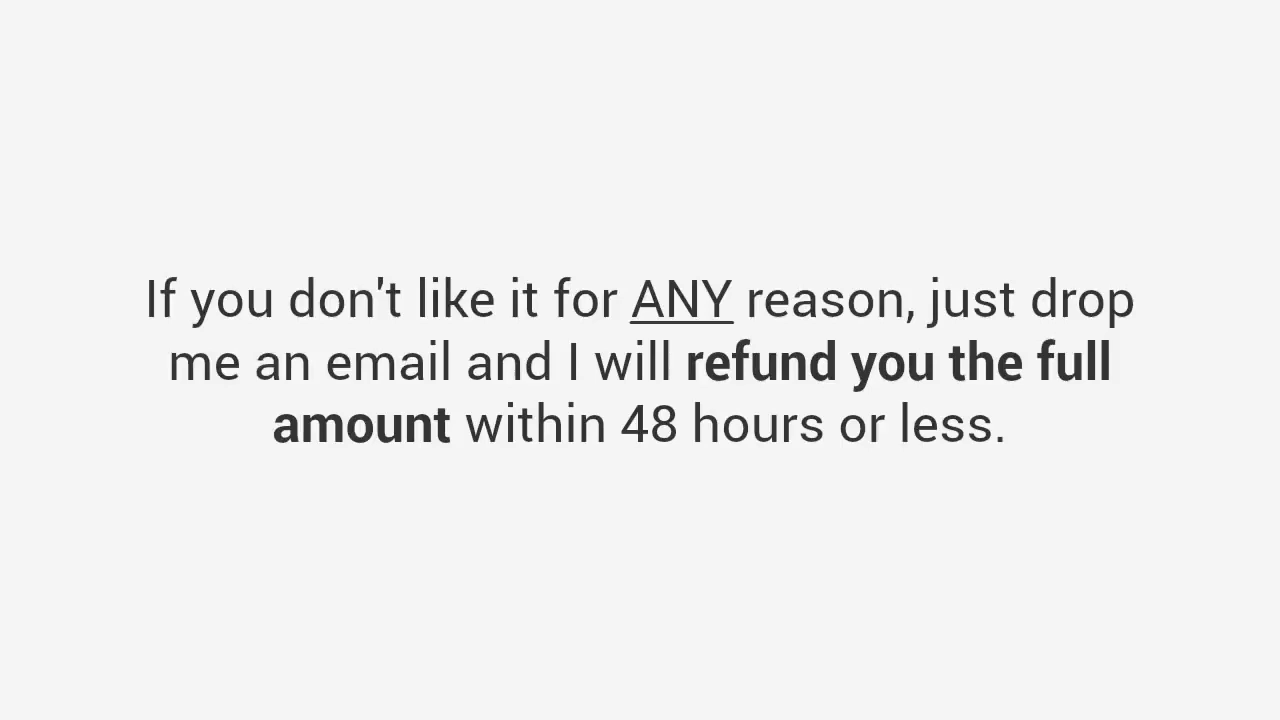 If you don't like it for ANY reason, just drop
me an email and I will refund you the full
amount within 48 hours or less.